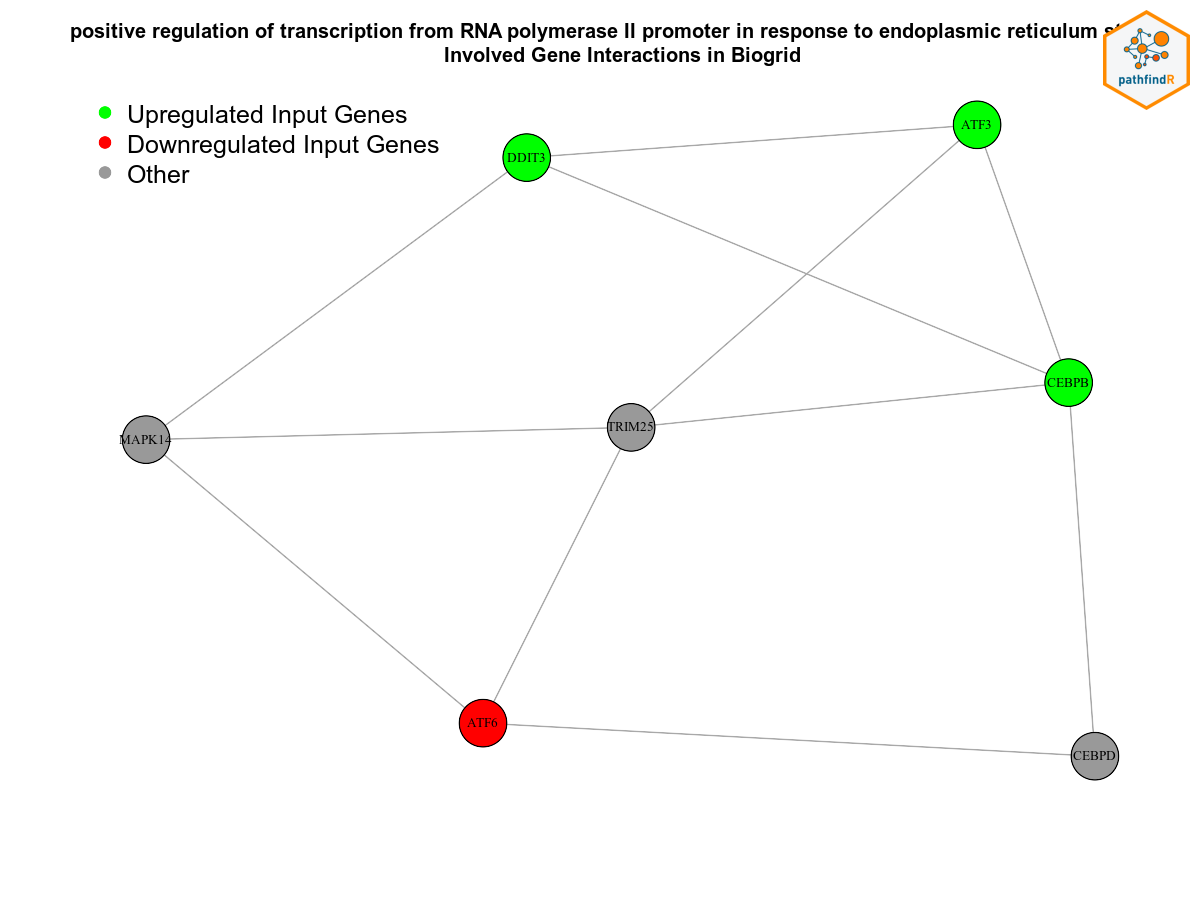 positive regulation of transcription from RNA polymerase II promoter in response to endoplasmic reticulum
Involved Gene Interactions in Biogrid
pathfindR
Upregulated Input Genes
Downregulated Input Genes
Other
ATF3
DDIT3
CEBPB
TRIM25
MAPK14
ATF6
CEBPD